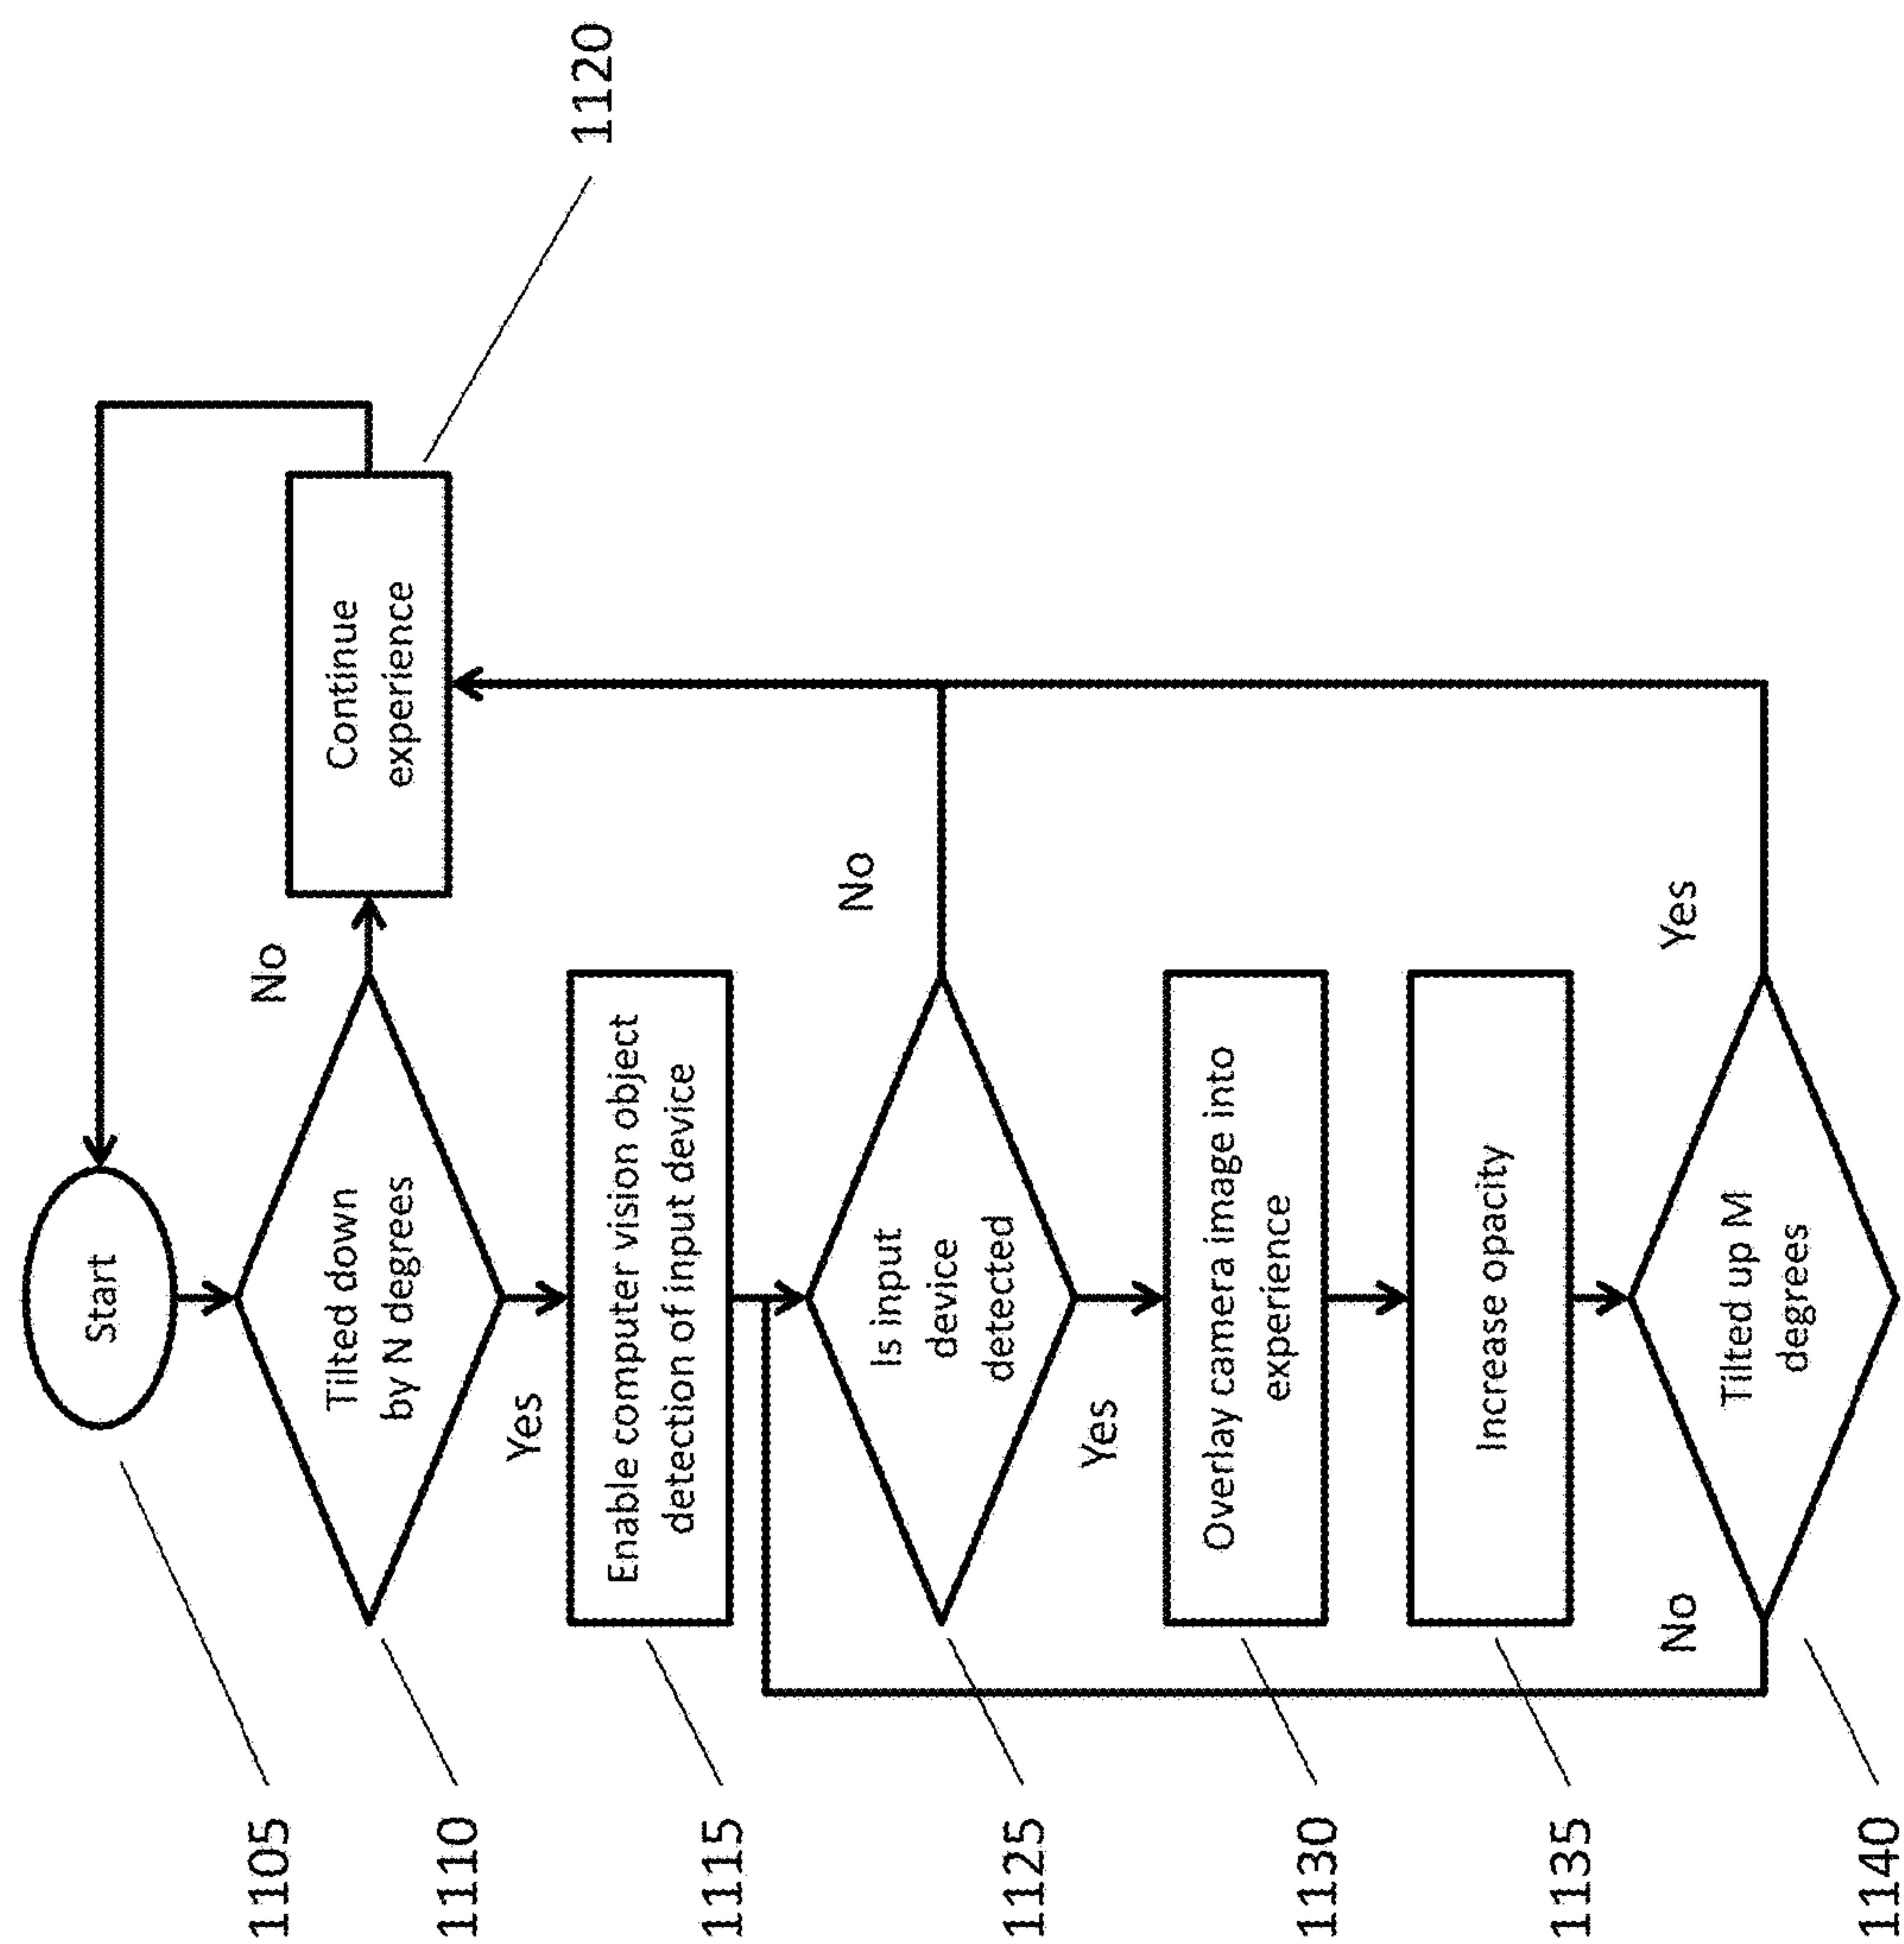 Start
1105
Tilted down
by N degrees
1110
No
Continue
experience
1120
Yes
Enable computer vision object
detection of input device
1115
Is input
device
detected
1125
No
Yes
Overlay camera image into
experience
1130
Increase opacity
1135
Tilted up M
degrees
1140
No
Yes